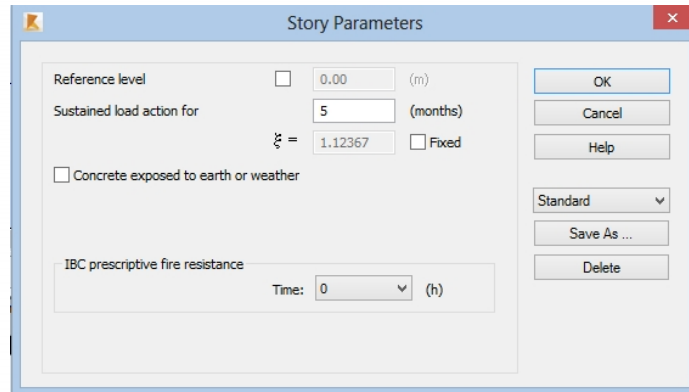 Story Parameters
Reference level 0.00 (m)
Sustained load action for 5 (months)
ξ = 1.12367 Fixed
Concrete exposed to earth or weather
IBC prescriptive fire resistance
Time: 0 (h)
OK
Cancel
Help
Standard
Save As ...
Delete